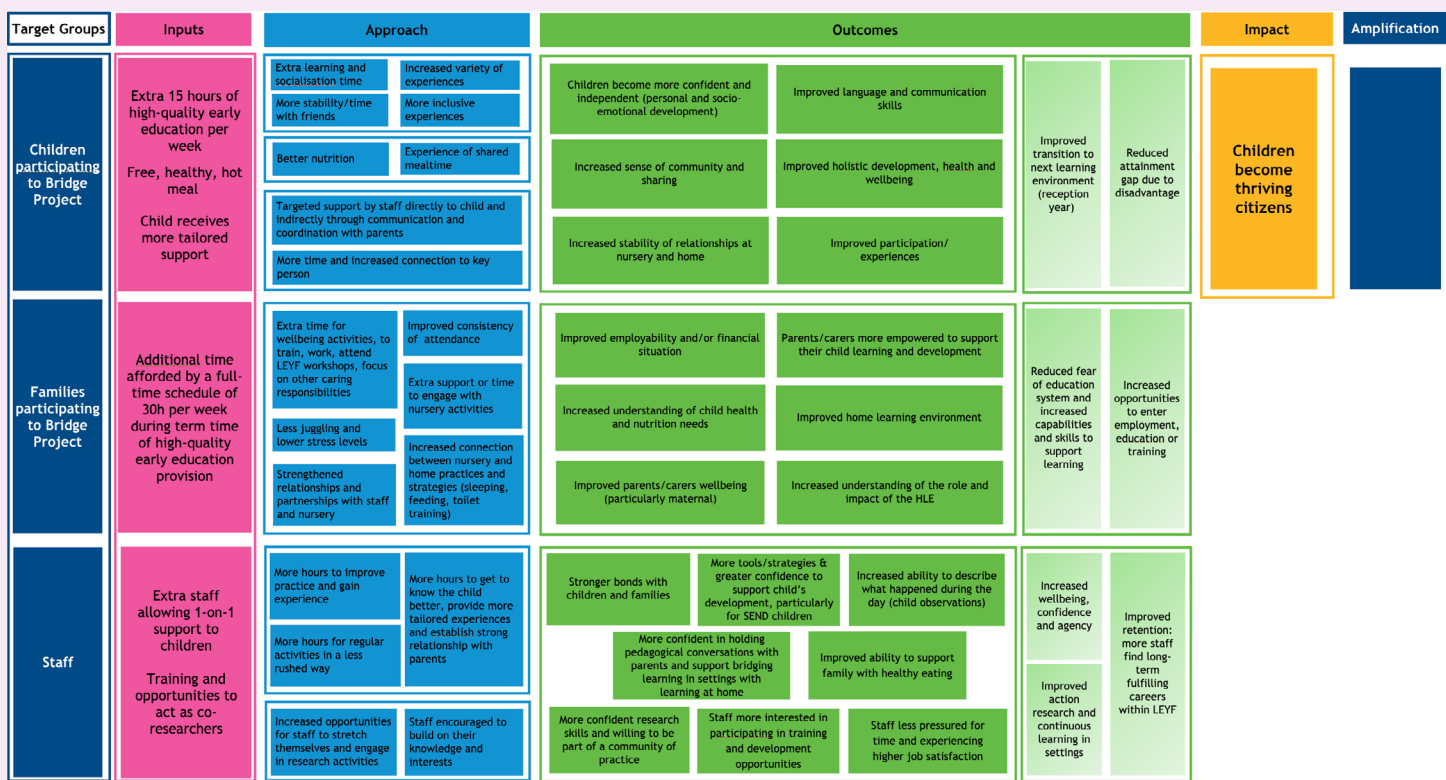 Target Groups
Inputs
Approach
Outcomes
Impact
Amplification
Children
participating
to Bridge
Project
Extra 15 hours of
high-quality early
education per
week
Free, healthy, hot
meal
Child receives
more tailored
support
Extra learning and
socialisation time
Increased variety of
experiences
More stability/time
with friends
More inclusive
experiences
Better nutrition
Experience of shared
mealtime
Targeted support by staff directly to child and
indirectly through communication and
coordination with parents
More time and increased connection to key
person
Children become more confident and
independent (personal and socio-
emotional development)
Improved language and communication
skills
Increased sense of community and
sharing
Improved holistic development, health and
wellbeing
Increased stability of relationships at
nursery and home
Improved participation/
experiences
Improved
transition to
next learning
environment
(reception
year)
Reduced
attainment
gap due to
disadvantage
Children
become
thriving
citizens
Families
participating
to Bridge
Project
Additional time
afforded by a full-
time schedule of
30h per week
during term time
of high-quality
early education
provision
Extra time for
wellbeing activities, to
train, work, attend
LEYF workshops, focus
on other caring
responsibilities
Improved consistency
of attendance
Extra support or time
to engage with
nursery activities
Less juggling and
lower stress levels
Increased connection
between nursery and
home practices and
strategies (sleeping,
feeding, toilet
training)
Strengthened
relationships and
partnerships with staff
and nursery
Improved employability and/or financial
situation
Parents/carers more empowered to support
their child learning and development
Increased understanding of child health
and nutrition needs
Improved home learning environment
Improved parents/carers wellbeing
(particularly maternal)
Increased understanding of the role and
impact of the HLE
Reduced fear
of education
system and
increased
capabilities
and skills to
support
learning
Increased
opportunities
to enter
employment,
education or
training
Staff
Extra staff
allowing 1-on-1
support to
children
Training and
opportunities to
act as co-
researchers
More hours to improve
practice and gain
experience
More hours for regular
activities in a less
rushed way
More hours to get to
know the child
better, provide more
tailored experiences
and establish strong
relationship with
parents
Increased opportunities
for staff to stretch
themselves and engage
in research activities
Staff encouraged to
build on their
knowledge and
interests
Stronger bonds with
children and families
More tools/strategies &
greater confidence to
support child's
development, particularly
for SEND children
Increased ability to describe
what happened during the
day (child observations)
More confident in holding
pedagogical conversations with
parents and support bridging
learning in settings with
learning at home
Improved ability to support
family with healthy eating
More confident research
skills and willing to be
part of a community of
practice
Staff more interested in
participating in training
and development
opportunities
Staff less pressured for
time and experiencing
higher job satisfaction
Increased
wellbeing,
confidence
and agency
Improved
action
research and
continuous
learning in
settings
Improved
retention:
more staff
find long-
term
fulfilling
careers
within LEYF